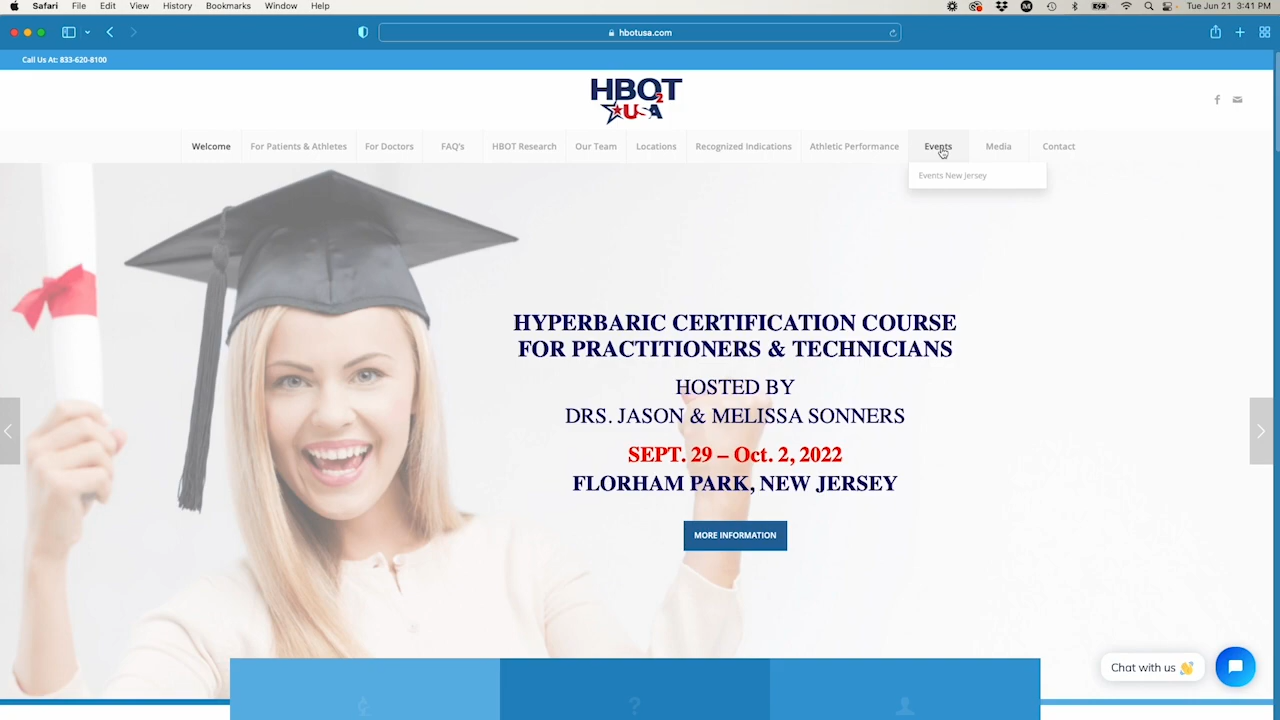 Safari File Edit View History Bookmarks Window Help
Tue Jun 21 3:41 PM
hbotusa.com
Call Us At: 833-620-8100
HBO2T
USA
Welcome
For Patients & Athletes
For Doctors
FAQ's
HBOT Research
Our Team
Locations
Recognized Indications
Athletic Performance
Events
Media
Contact
Events New Jersey
HYPERBARIC CERTIFICATION COURSE
FOR PRACTITIONERS & TECHNICIANS
HOSTED BY
DRS. JASON & MELISSA SONNERS
SEPT. 29 – Oct. 2, 2022
FLORHAM PARK, NEW JERSEY
MORE INFORMATION
Chat with us 👋
?